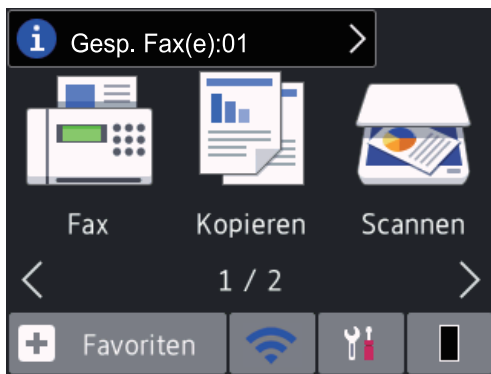 Gesp. Fax(e):01
Fax Kopieren Scannen
1 / 2
Favoriten